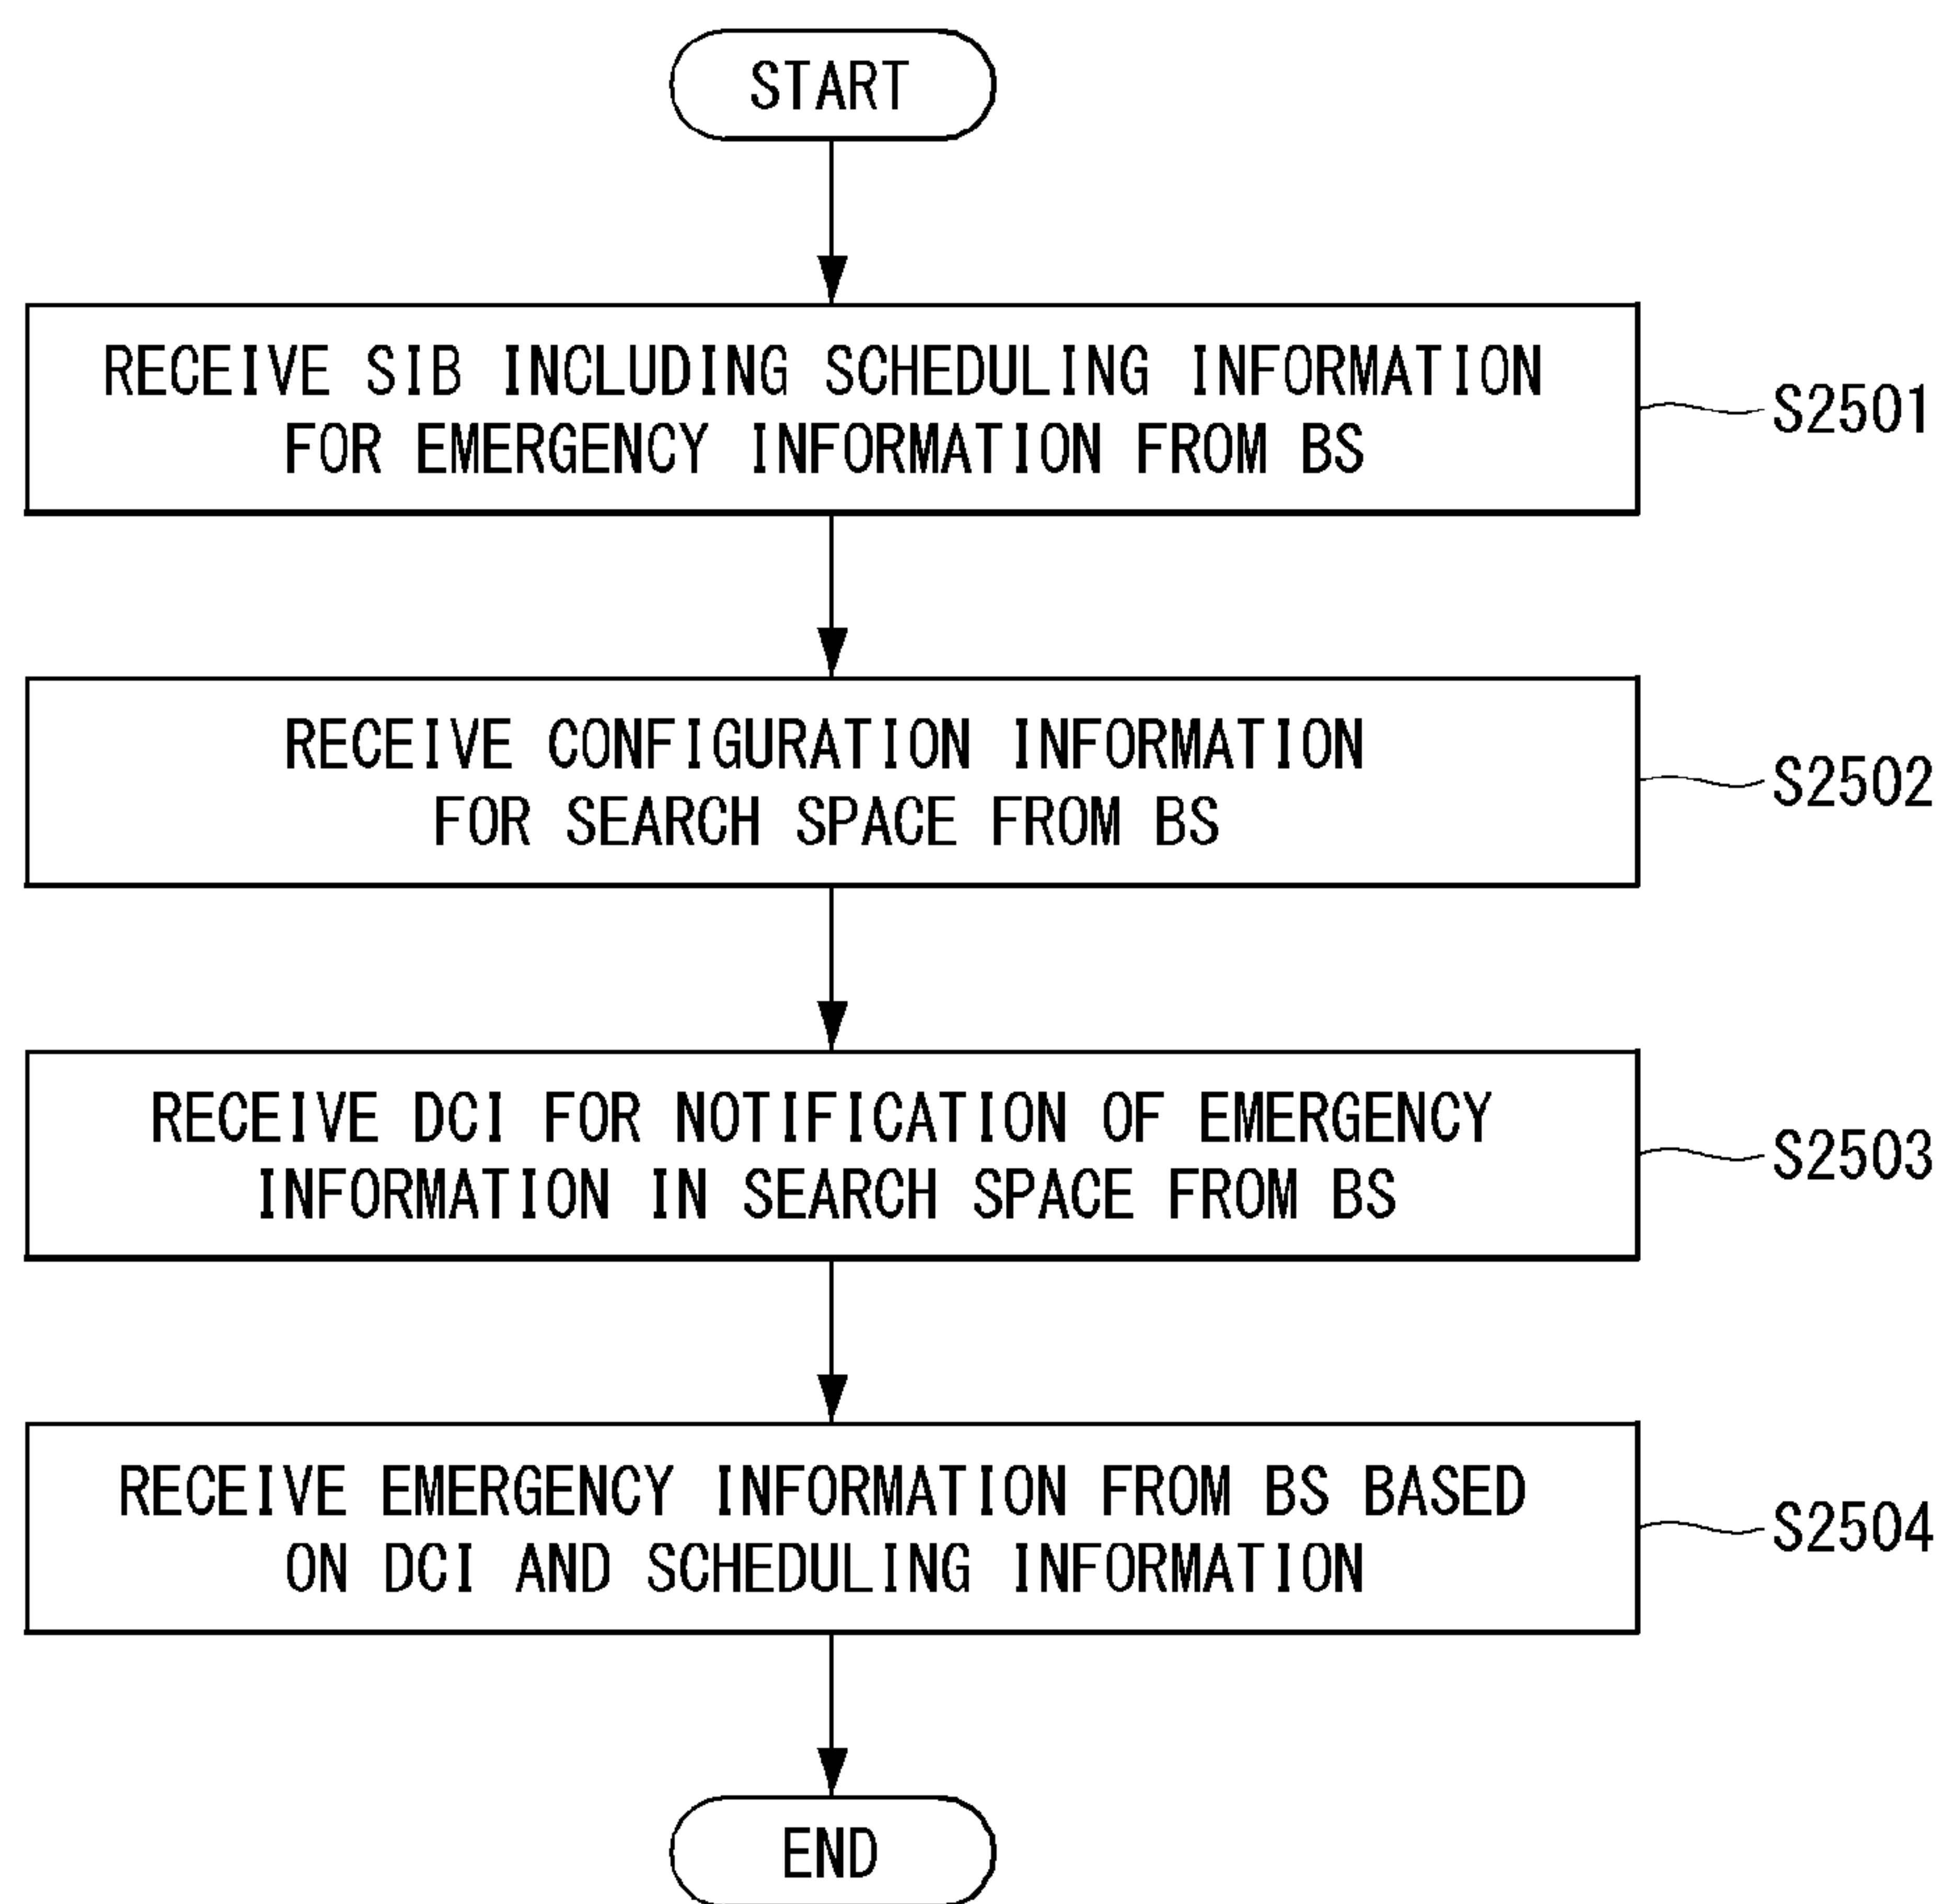 START
RECEIVE SIB INCLUDING SCHEDULING INFORMATION
FOR EMERGENCY INFORMATION FROM BS
S2501
RECEIVE CONFIGURATION INFORMATION
FOR SEARCH SPACE FROM BS
S2502
RECEIVE DCI FOR NOTIFICATION OF EMERGENCY
INFORMATION IN SEARCH SPACE FROM BS
S2503
RECEIVE EMERGENCY INFORMATION FROM BS BASED
ON DCI AND SCHEDULING INFORMATION
S2504
END